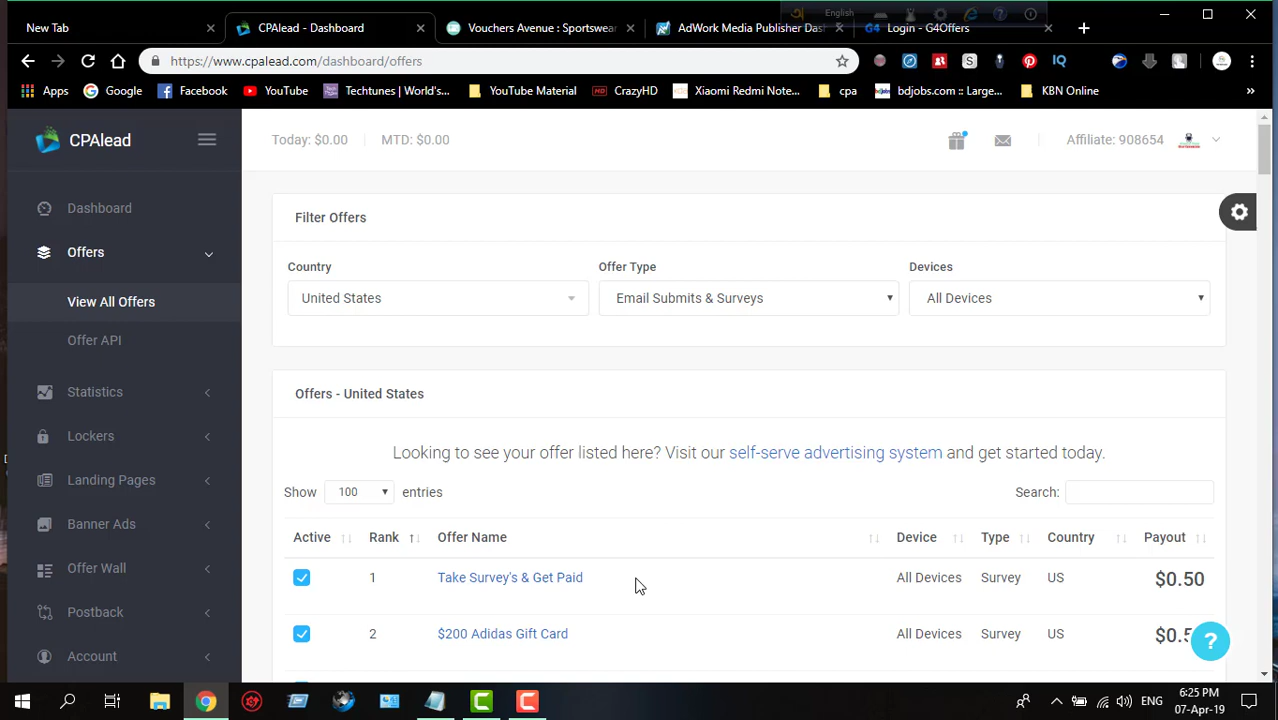 English
New Tab
CPAlead - Dashboard
Vouchers Avenue : Sportswear
AdWork Media Publisher Dash
G4 Login - G4Offers
https://www.cpalead.com/dashboard/offers
Apps
Google
Facebook
YouTube
Techtunes | World's...
YouTube Material
HD CrazyHD
Xiaomi Redmi Note...
cpa
bdjobs.com :: Large...
KBN Online
CPAlead
Today: $0.00
MTD: $0.00
Affiliate: 908654
Dashboard
Offers
View All Offers
Offer API
Statistics
Lockers
Landing Pages
Banner Ads
Offer Wall
Postback
Account
Filter Offers
Country
Offer Type
Devices
United States
Email Submits & Surveys
All Devices
Offers - United States
Looking to see your offer listed here? Visit our self-serve advertising system and get started today.
Show 100 entries
Search:
Active Rank Offer Name Device Type Country Payout
1 Take Survey's & Get Paid All Devices Survey US $0.50
2 $200 Adidas Gift Card All Devices Survey US
?
ENG
6:25 PM
07-Apr-19